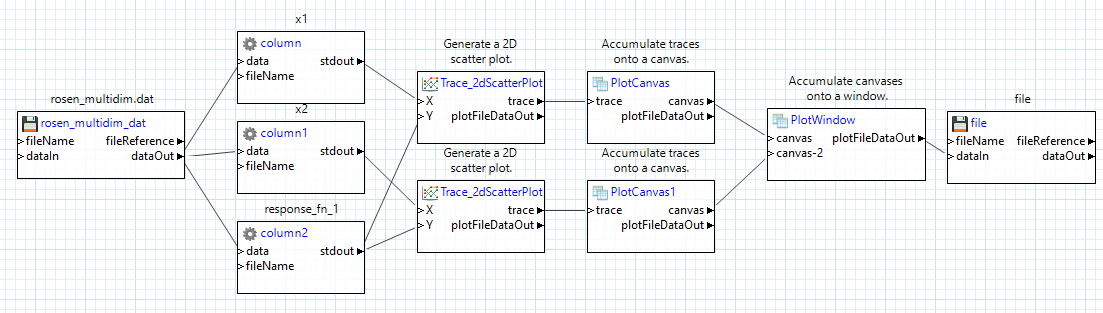 rosen_multidim.dat
rosen_multidim_dat
fileName fileReference
dataIn dataOut
x1
column
data stdout
fileName
x2
column1
data stdout
fileName
response_fn_1
column2
data stdout
fileName
Generate a 2D
scatter plot.
Trace_2dScatterPlot
X trace
Y plotFileDataOut
Generate a 2D
scatter plot.
Trace_2dScatterPlot
X trace
Y plotFileDataOut
Accumulate traces
onto a canvas.
PlotCanvas
trace canvas
plotFileDataOut
Accumulate traces
onto a canvas.
PlotCanvas1
trace canvas
plotFileDataOut
Accumulate canvases
onto a window.
PlotWindow
canvas plotFileDataOut
canvas-2
file
file
fileName fileReference
dataIn dataOut